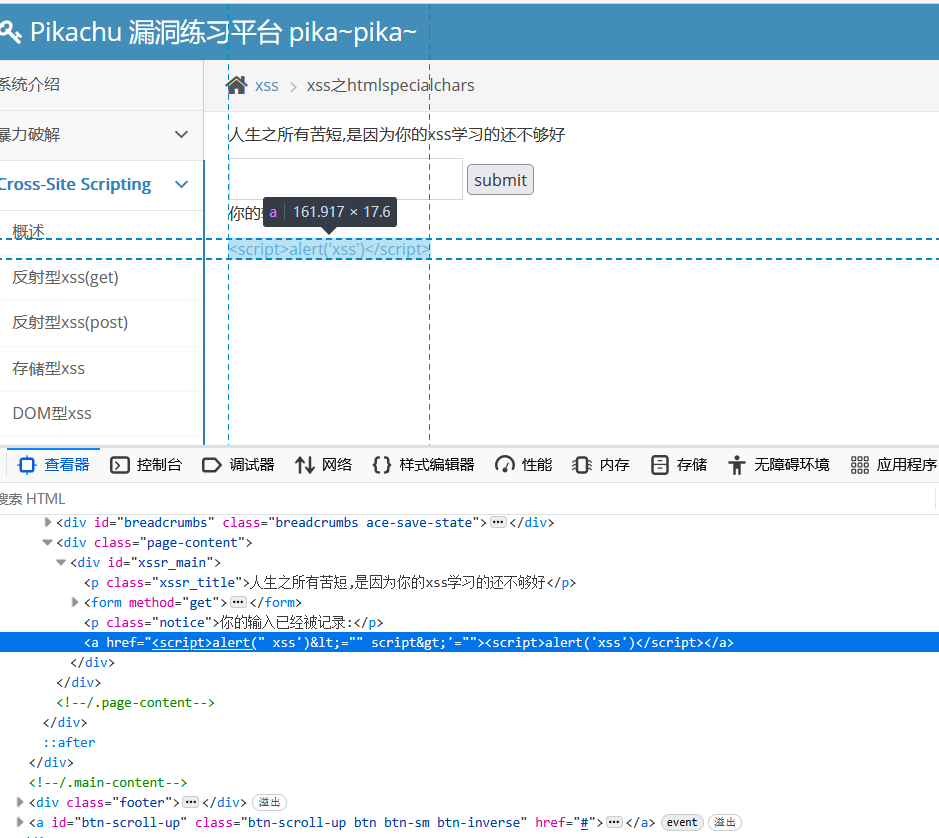 Pikachu 漏洞练习平台 pika~pika~
系统介绍
xss
xss之htmlspecialchars
暴力破解
人生之所有苦短,是因为你的xss学习的还不够好
submit
Cross-Site Scripting
你的
a 161.917 × 17.6
概述
<script>alert('xss')</script>
反射型xss(get)
反射型xss(post)
存储型xss
DOM型xss
查看器 控制台 调试器 网络 样式编辑器 性能 内存 存储 无障碍环境 应用程序
搜索 HTML
<div id="breadcrumbs" class="breadcrumbs ace-save-state">⋯</div>
<div class="page-content">
<div id="xssr_main">
<p class="xssr_title">人生之所有苦短,是因为你的xss学习的还不够好</p>
<form method="get">⋯</form>
<p class="notice">你的输入已经被记录:</p>
<a href="<script>alert(" xss')&lt;="" script&gt;'=""><script>alert('xss')</script></a>
</div>
</div>
<!--/.page-content-->
</div>
::after
</div>
<!--/.main-content-->
<div class="footer">⋯</div> 溢出
<a id="btn-scroll-up" class="btn-scroll-up btn btn-sm btn-inverse" href="#">⋯</a> event 溢出